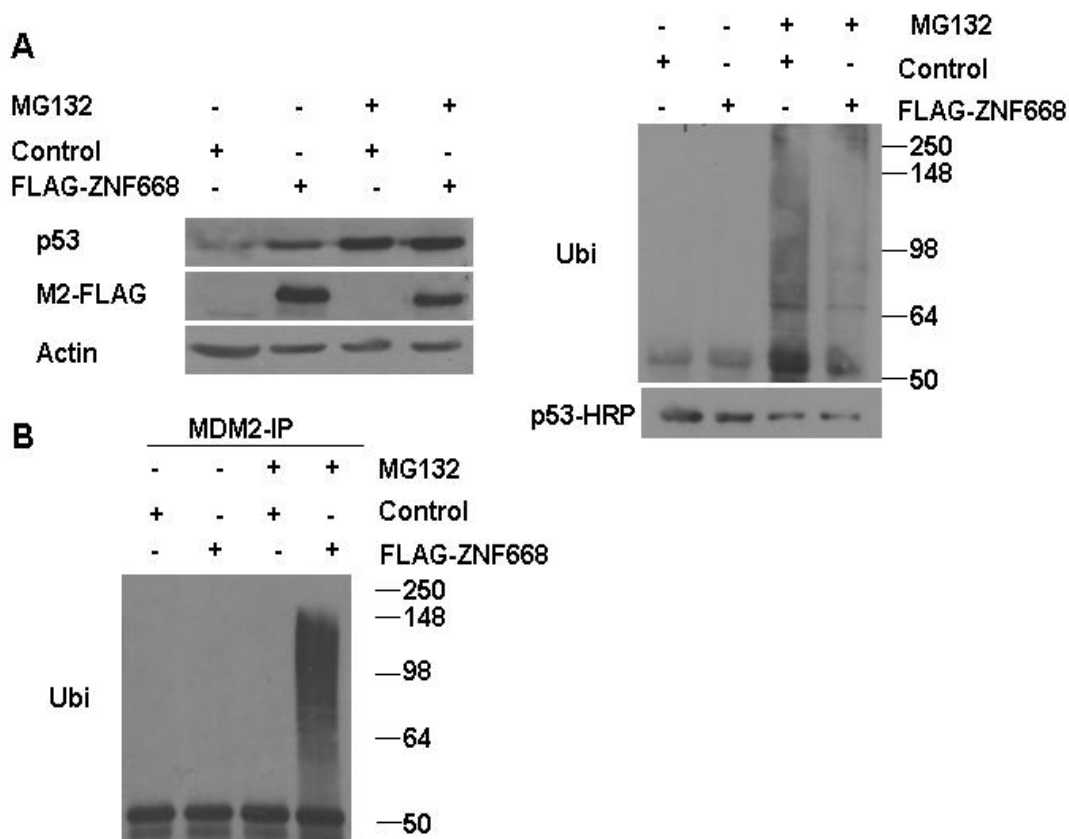 A
MG132 - - + +
Control + - + -
FLAG-ZNF668 - + - +
p53
M2-FLAG
Actin
- - + + MG132
+ - + - Control
- + - + FLAG-ZNF668
Ubi
—250
—148
—98
—64
—50
p53-HRP
B
MDM2-IP
- - + + MG132
+ - + - Control
- + - + FLAG-ZNF668
Ubi
—250
—148
—98
—64
—50